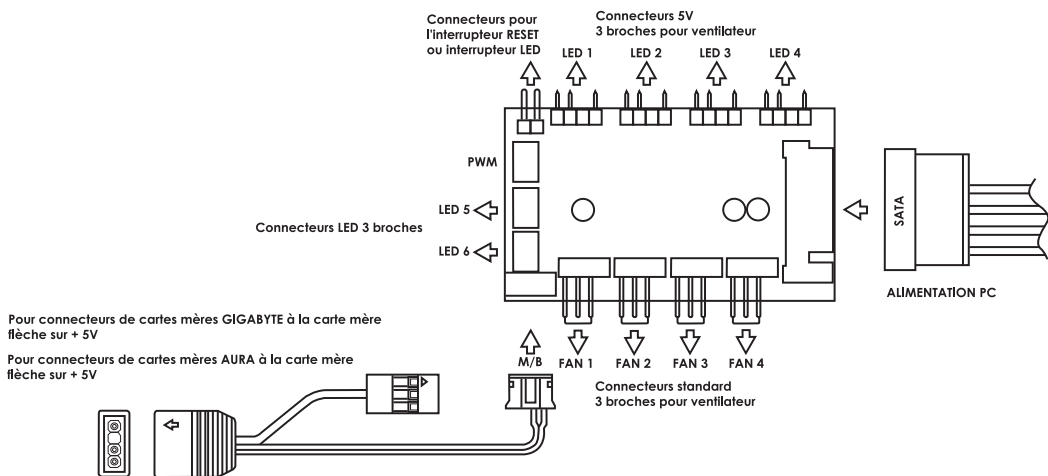 Connecteurs pour
l'interrupteur RESET
ou interrupteur LED
Connecteurs 5V
3 broches pour ventilateur
LED 1
LED 2
LED 3
LED 4
PWM
LED 5
Connecteurs LED 3 broches
LED 6
SATA
ALIMENTATION PC
Pour connecteurs de cartes mères GIGABYTE à la carte mère
flèche sur + 5V
Pour connecteurs de cartes mères AURA à la carte mère
flèche sur + 5V
M/B
FAN 1
FAN 2
FAN 3
FAN 4
Connecteurs standard
3 broches pour ventilateur